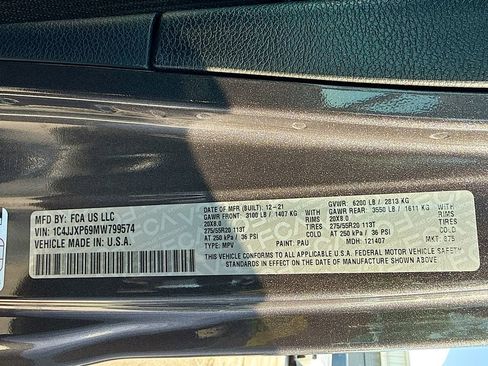 MFD BY: FCA US LLC
VIN: 1C4JJXP69MW799574
VEHICLE MADE IN: U.S.A.
DATE OF MFR (BUILT): 12-21
GAWR FRONT: 3100 LB / 1407 KG
WITH
20X8.0
RIMS
275/55R20 113T
TIRES
AT 250 kPa / 36 PSI
COLD
TYPE: MPV
PAINT: PAU
GVWR: 6200 LB / 2813 KG
GAWR REAR: 3550 LB / 1611 KG
WITH
20X8.0
RIMS
275/55R20 113T
TIRES
AT 250 kPa / 36 PSI
COLD
MDH: 121407
MKT: 875
THIS VEHICLE CONFORMS TO ALL APPLICABLE U.S.A. FEDERAL MOTOR VEHICLE SAFETY
STANDARDS IN EFFECT ON THE DATE OF MANUFACTURE SHOWN ABOVE.